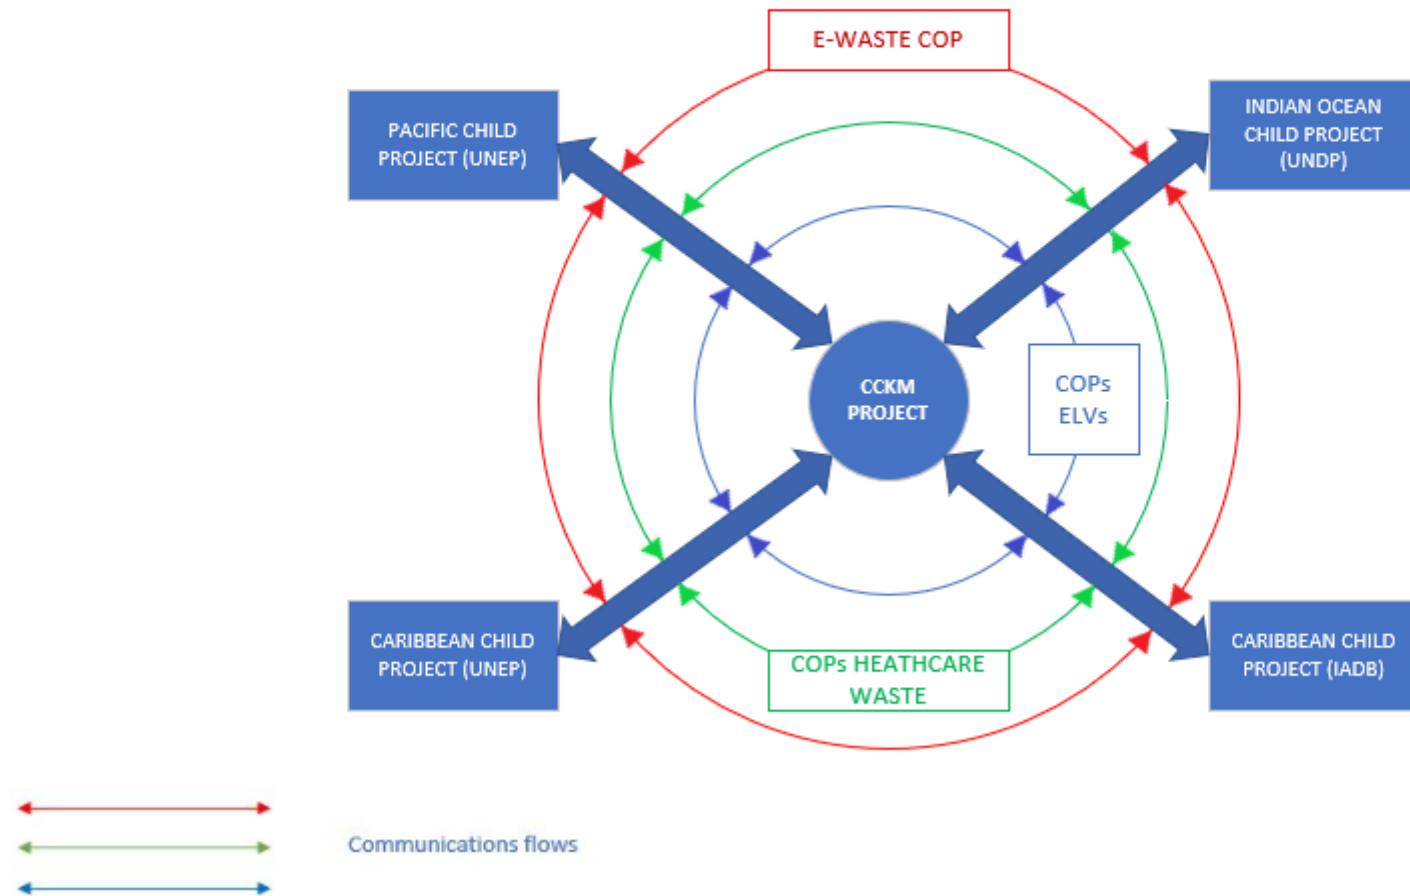 E-WASTE COP
PACIFIC CHILD
PROJECT (UNEP)
INDIAN OCEAN
CHILD PROJECT
(UNDP)
CCKM
PROJECT
COPs
ELVs
CARIBBEAN CHILD
PROJECT (UNEP)
COPs HEATHCARE
WASTE
CARIBBEAN CHILD
PROJECT (IADB)
Communications flows